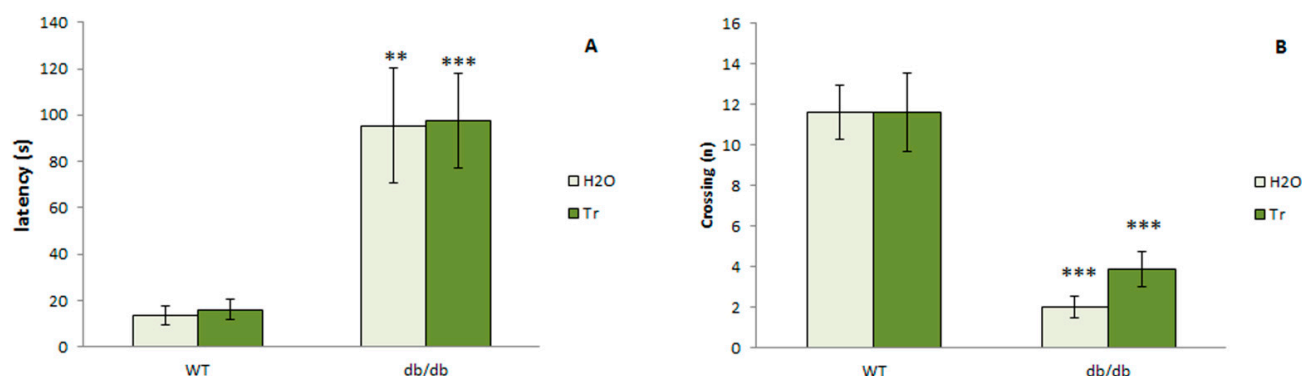 A
latency (s)
140
120
100
80
60
40
20
0
** ***
WT db/db
H2O
Tr
B
Crossing (n)
16
14
12
10
8
6
4
2
0
*** ***
WT db/db
H2O
Tr